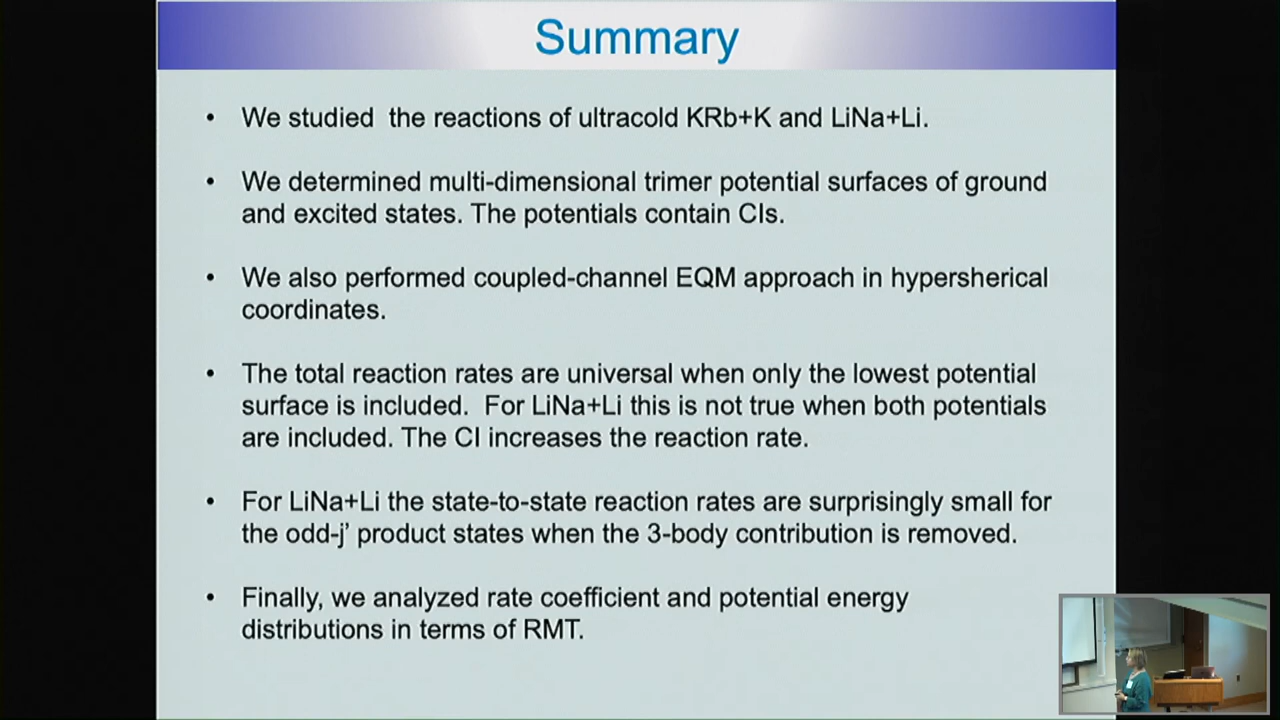 Summary
• We studied the reactions of ultracold KRb+K and LiNa+Li.
• We determined multi-dimensional trimer potential surfaces of ground
and excited states. The potentials contain CIs.
• We also performed coupled-channel EQM approach in hypersherical
coordinates.
• The total reaction rates are universal when only the lowest potential
surface is included. For LiNa+Li this is not true when both potentials
are included. The CI increases the reaction rate.
• For LiNa+Li the state-to-state reaction rates are surprisingly small for
the odd-j’ product states when the 3-body contribution is removed.
• Finally, we analyzed rate coefficient and potential energy
distributions in terms of RMT.